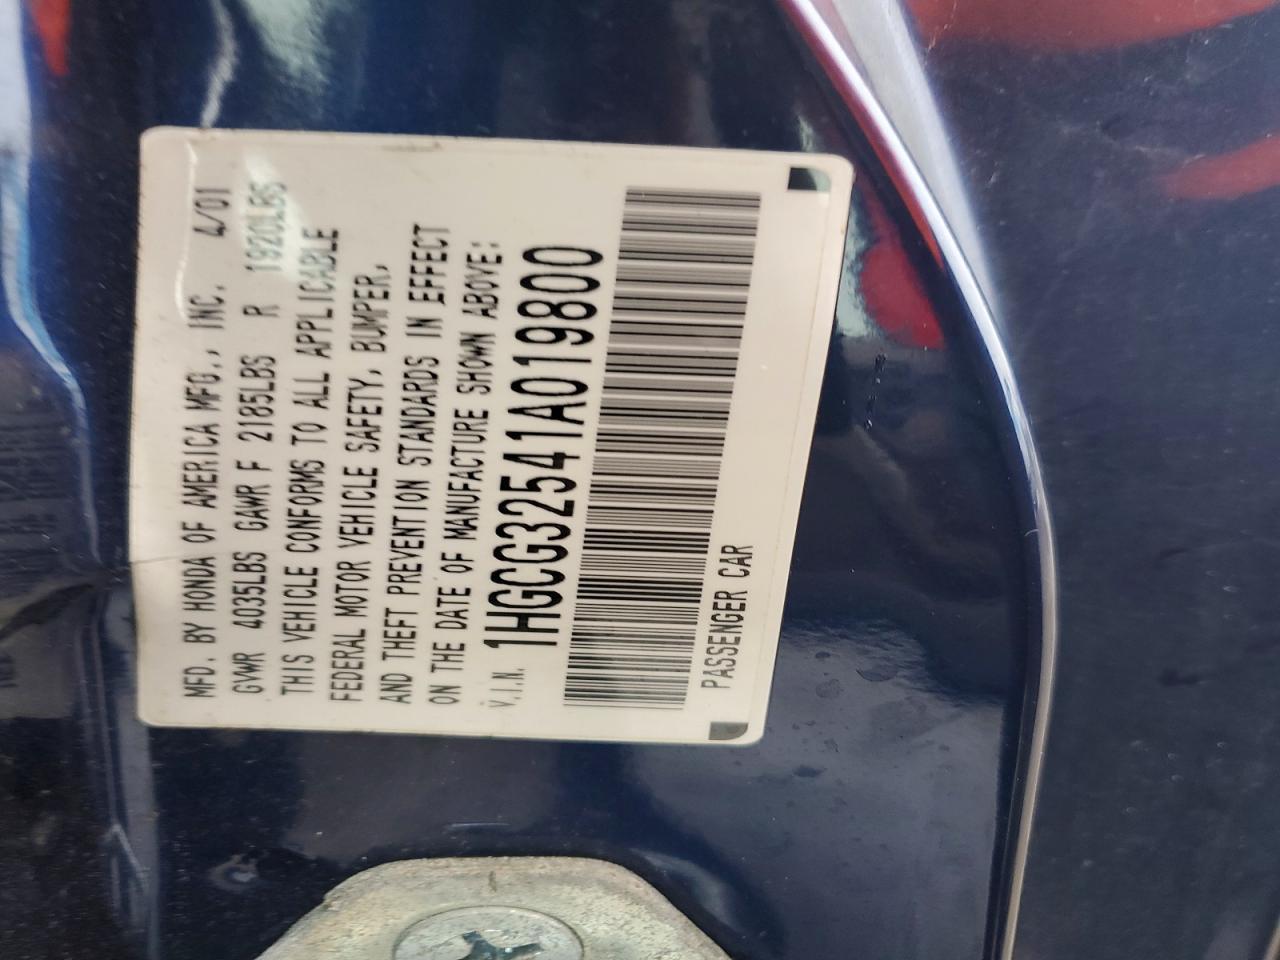 MFD. BY HONDA OF AMERICA MFG., INC. 4/01
GVWR 4035LBS GAWR F 2185LBS R 1920LBS
THIS VEHICLE CONFORMS TO ALL APPLICABLE
FEDERAL MOTOR VEHICLE SAFETY, BUMPER,
AND THEFT PREVENTION STANDARDS IN EFFECT
ON THE DATE OF MANUFACTURE SHOWN ABOVE:
V.I.N. 1HGCG32541A019800
PASSENGER CAR